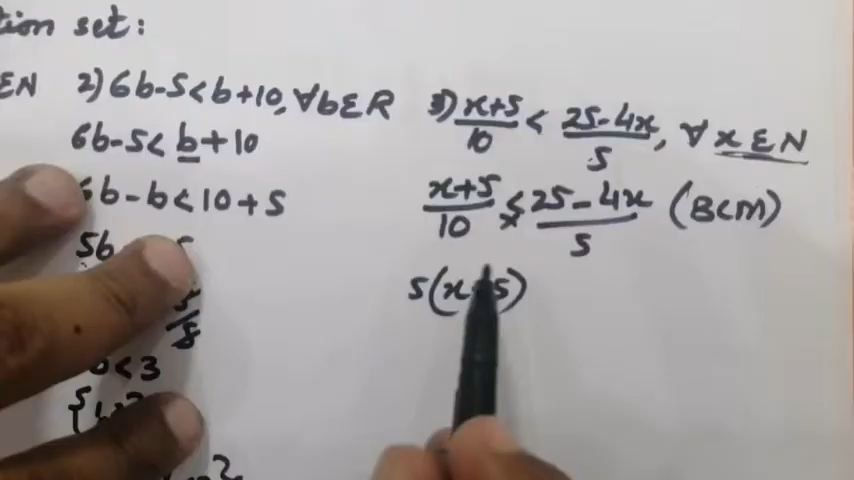 tion set:
EN 2) 6b-5<b+10, ∀bER
6b-5< b+10
6b-b<10+5
5b
b<3
3) x+5/10 < 25-4x/5, ∀ x E N
x+5/10 < 25-4x/5 (BCM)
5(x+5)